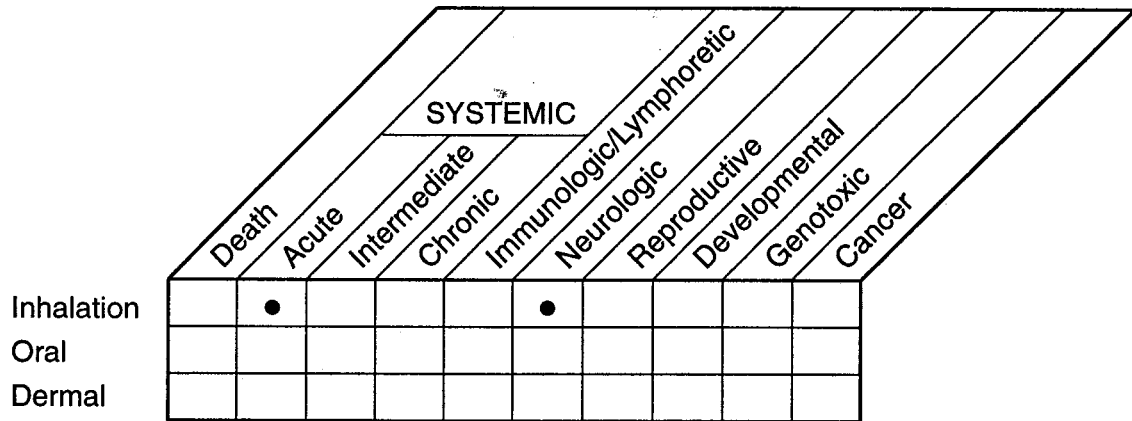 SYSTEMIC
Death
Acute
Intermediate
Chronic
Immunologic/Lymphoretic
Neurologic
Reproductive
Developmental
Genotoxic
Cancer
Inhalation
Oral
Dermal